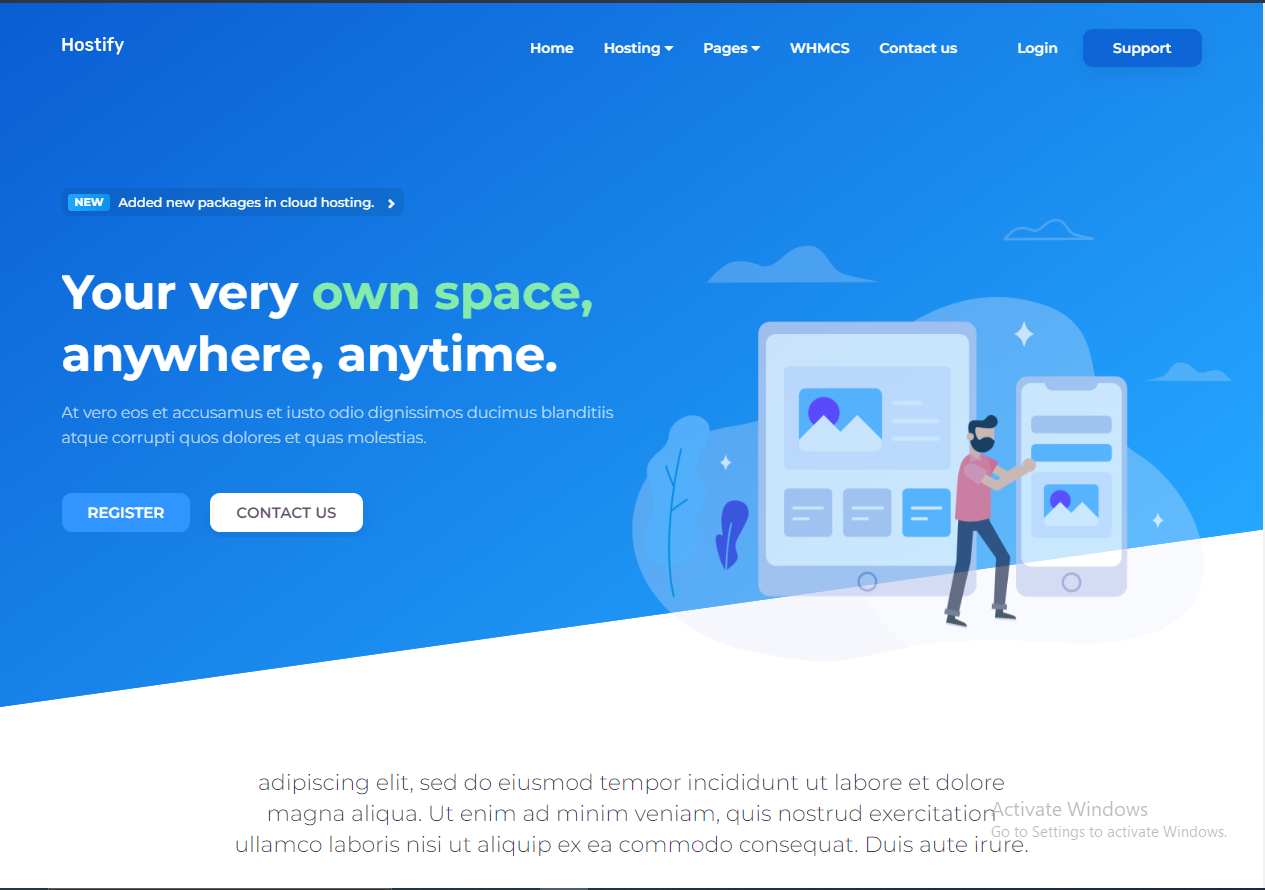 Hostify
Home Hosting Pages WHMCS Contact us Login Support
NEW Added new packages in cloud hosting.
Your very own space,
anywhere, anytime.
At vero eos et accusamus et iusto odio dignissimos ducimus blanditiis
atque corrupti quos dolores et quas molestias.
REGISTER CONTACT US
adipiscing elit, sed do eiusmod tempor incididunt ut labore et dolore
magna aliqua. Ut enim ad minim veniam, quis nostrud exercitation
ullamco laboris nisi ut aliquip ex ea commodo consequat. Duis aute irure.
Activate Windows
Go to Settings to activate Windows.